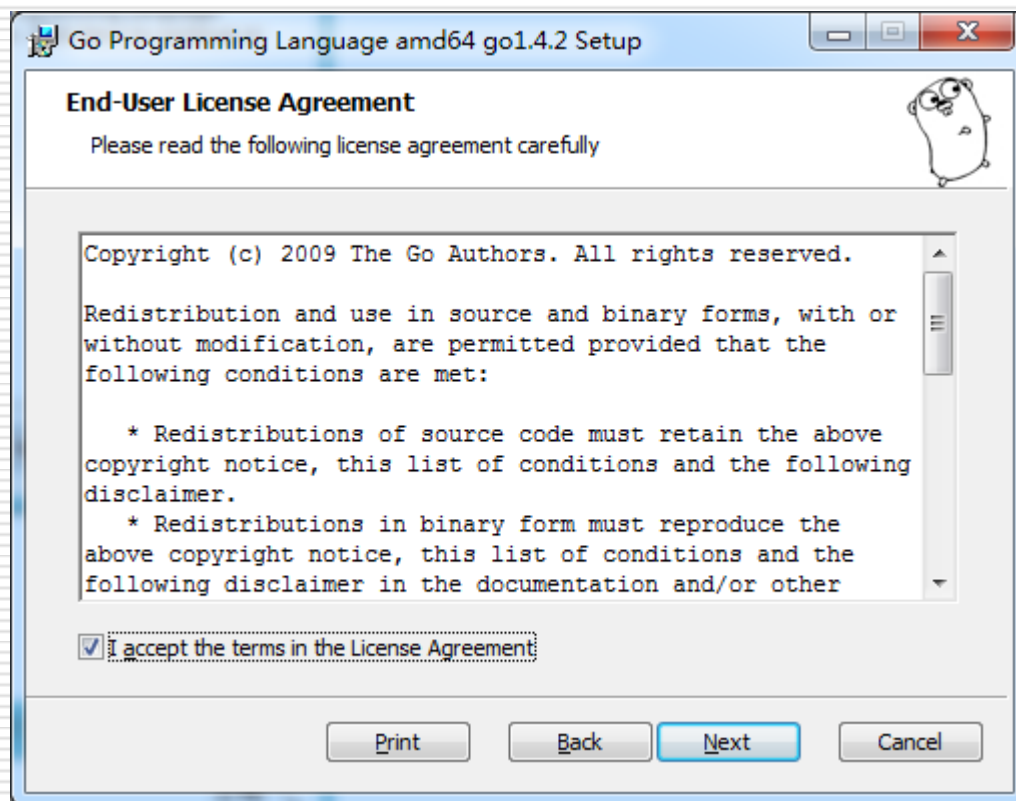 Go Programming Language amd64 go1.4.2 Setup
End-User License Agreement
Please read the following license agreement carefully
Copyright (c) 2009 The Go Authors. All rights reserved.
Redistribution and use in source and binary forms, with or
without modification, are permitted provided that the
following conditions are met:
* Redistributions of source code must retain the above
copyright notice, this list of conditions and the following
disclaimer.
* Redistributions in binary form must reproduce the
above copyright notice, this list of conditions and the
following disclaimer in the documentation and/or other
I accept the terms in the License Agreement
Print Back Next Cancel